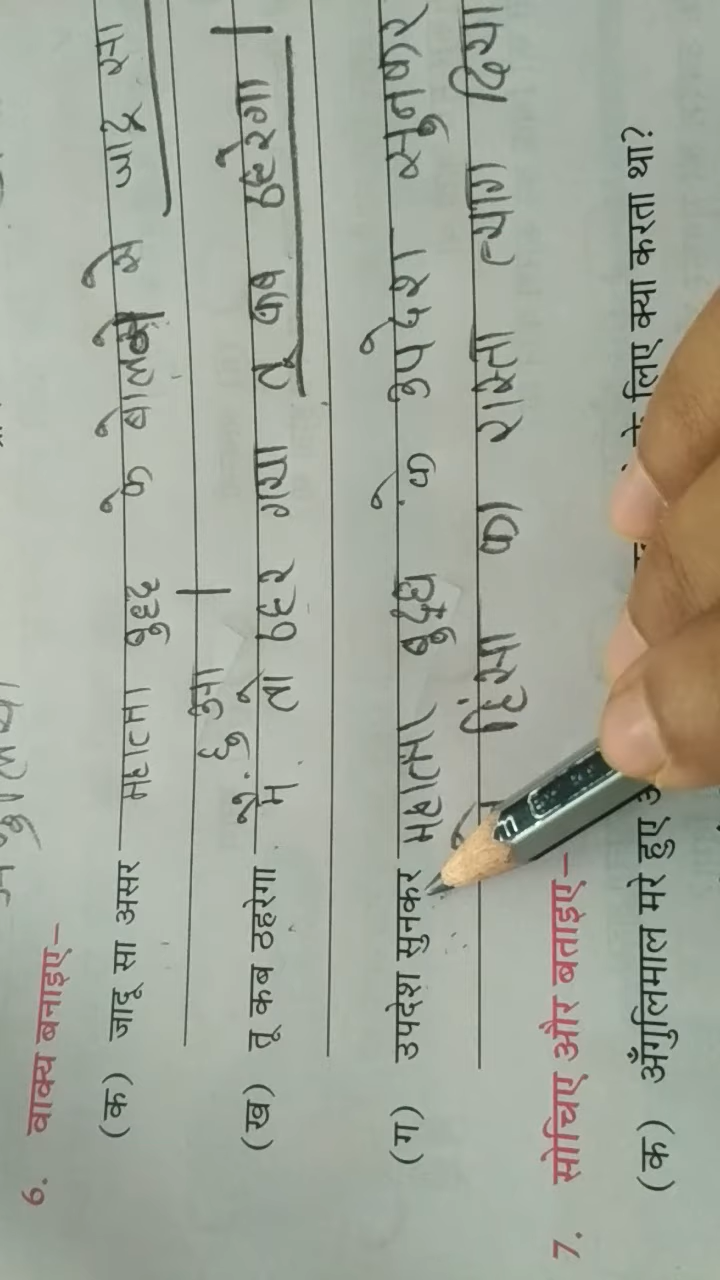 6. वाक्य बनाइए–
(क) जादू सा असर महात्मा बुद्ध के बोलने से जादू सा
हुआ
(ख) तू कब ठहरेगा मैं तो ठहर गया तू कब ठहरेगा।
(ग) उपदेश सुनकर महात्मा बुद्ध के उपदेश सुनकर
हिंसा का रास्ता त्याग दिया
7. सोचिए और बताइए–
(क) अँगुलिमाल मरे हुए के लिए क्या करता था?